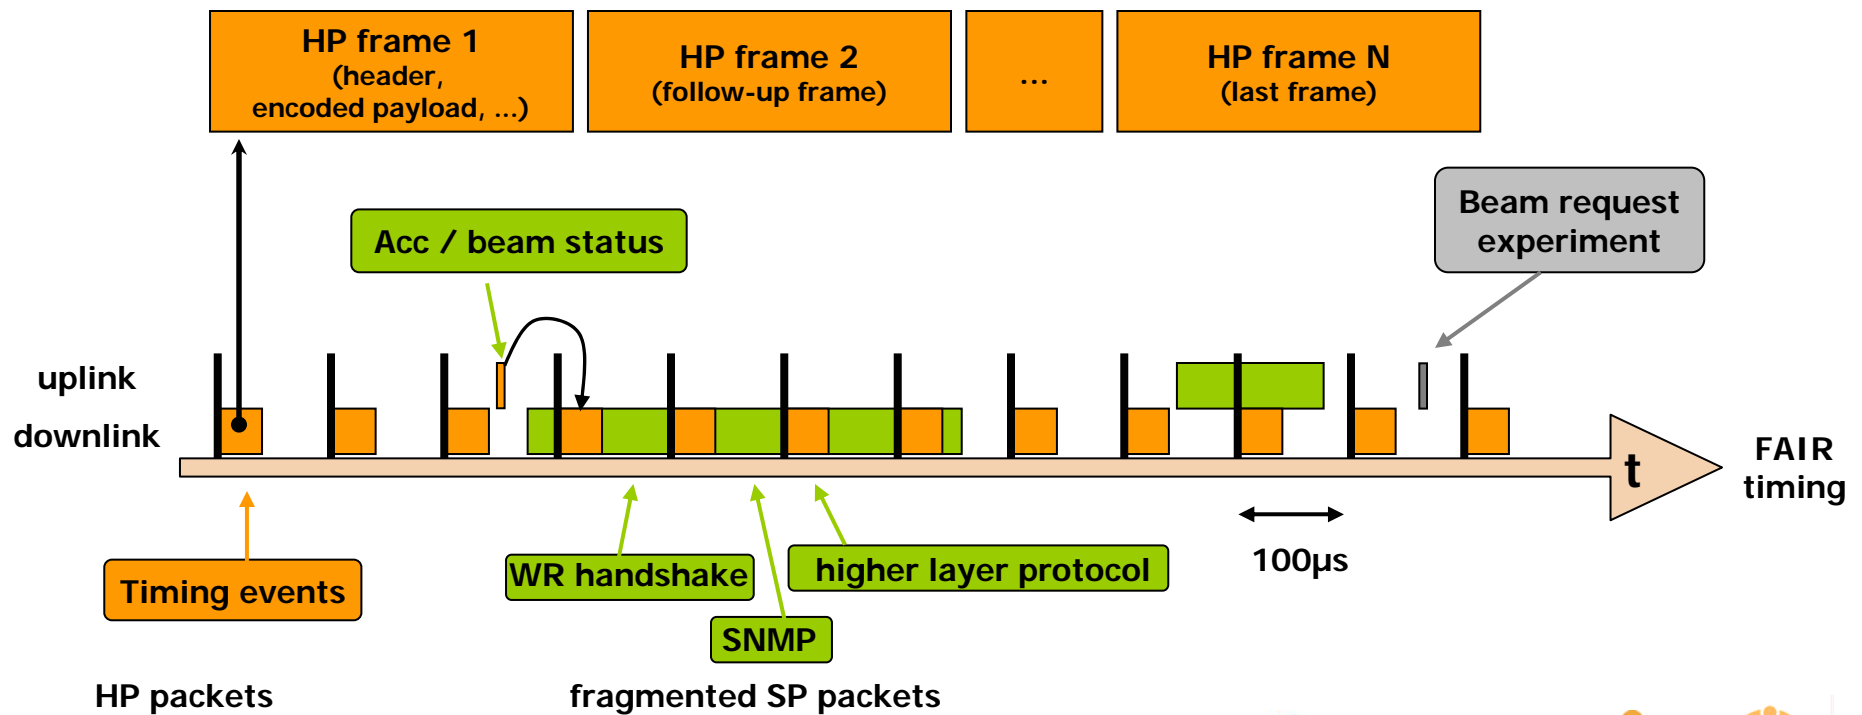 HP frame 1
(header,
encoded payload, ...)
HP frame 2
(follow-up frame)
...
HP frame N
(last frame)
Beam request
experiment
Acc / beam status
uplink
downlink
t
FAIR
timing
100µs
Timing events
WR handshake
higher layer protocol
SNMP
HP packets
fragmented SP packets